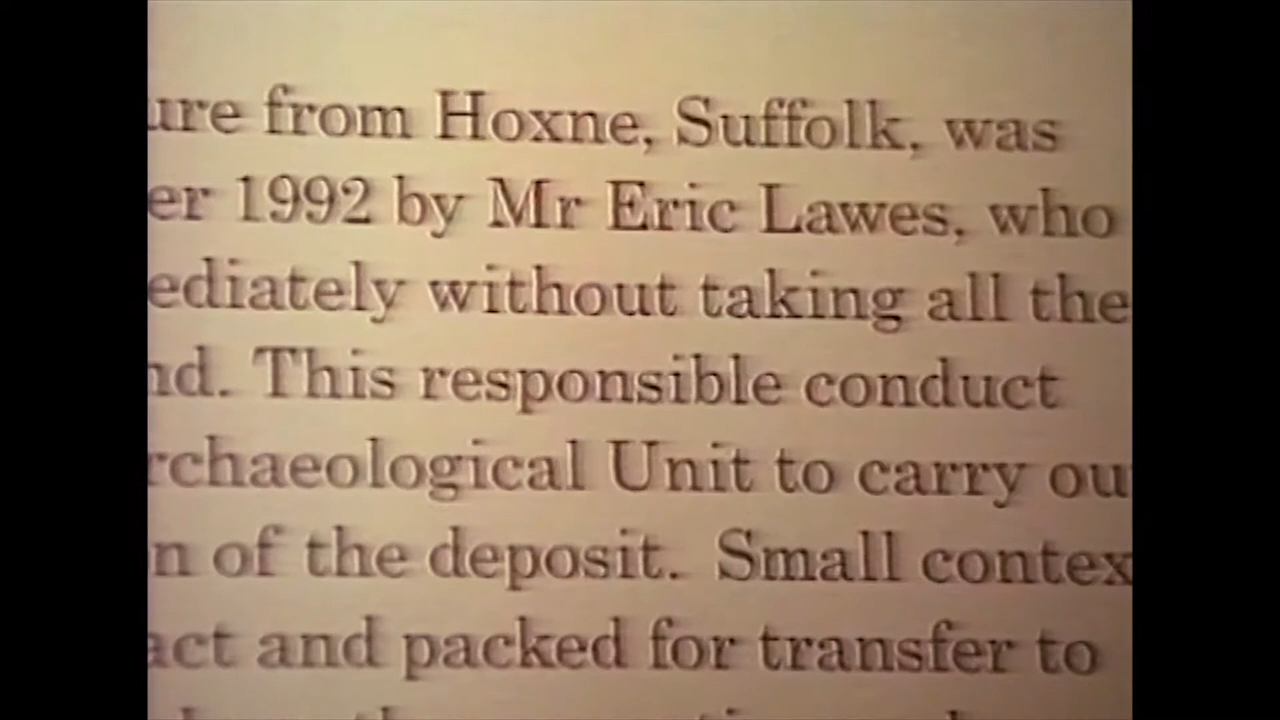 ure from Hoxne, Suffolk, was
er 1992 by Mr Eric Lawes, who
ediately without taking all the
nd. This responsible conduct
rchaeological Unit to carry ou
n of the deposit. Small contex
act and packed for transfer to